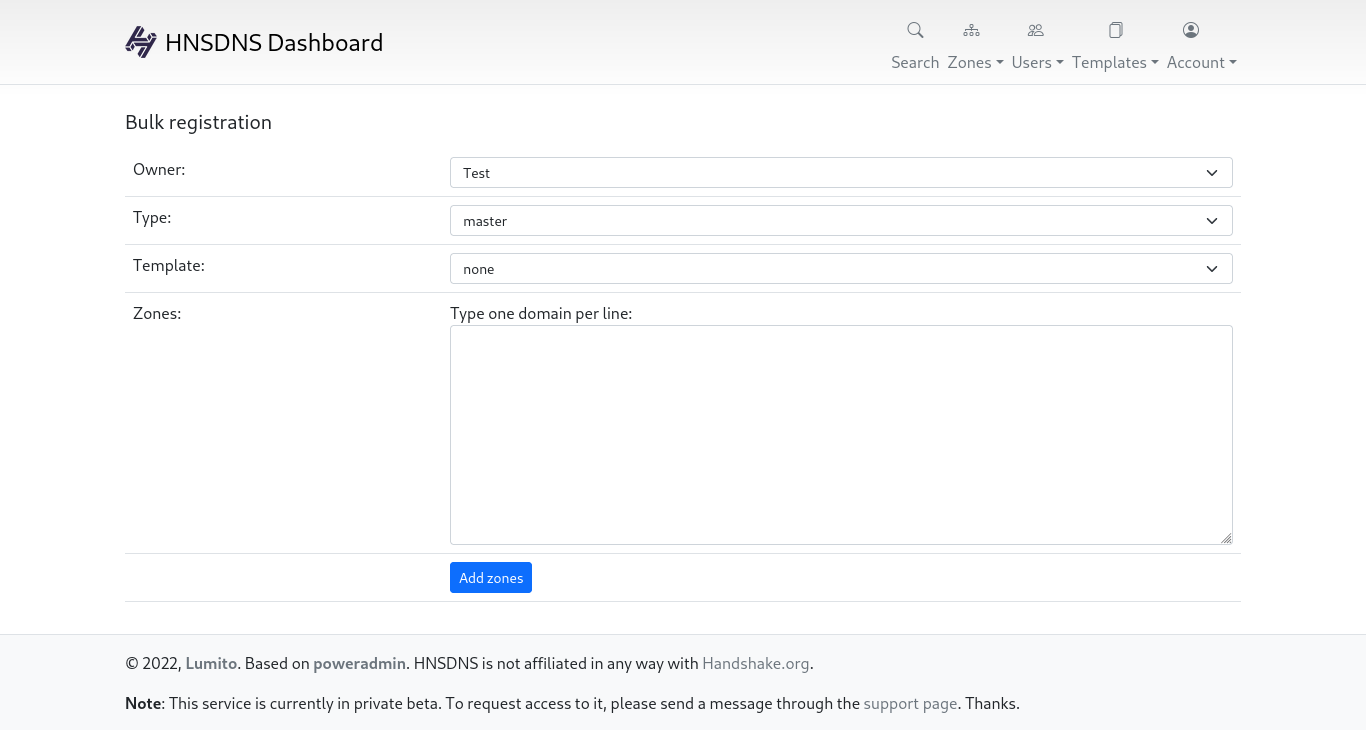 HNSDNS Dashboard
Search Zones Users Templates Account
Bulk registration
Owner: Test
Type: master
Template: none
Zones: Type one domain per line:
Add zones
© 2022, Lumito. Based on poweradmin. HNSDNS is not affiliated in any way with Handshake.org.
Note: This service is currently in private beta. To request access to it, please send a message through the support page. Thanks.